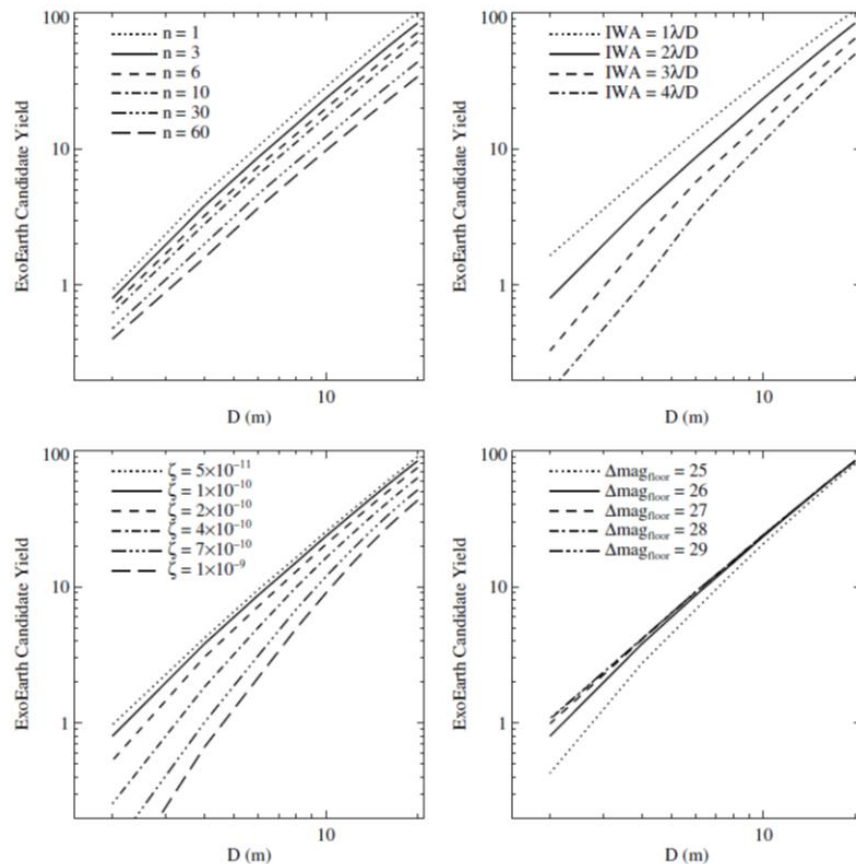 100
10
1
ExoEarth Candidate Yield
n = 1
n = 3
n = 6
n = 10
n = 30
n = 60
10
D (m)
100
10
1
ExoEarth Candidate Yield
IWA = 1λ/D
IWA = 2λ/D
IWA = 3λ/D
IWA = 4λ/D
10
D (m)
100
10
1
ExoEarth Candidate Yield
ζ = 5×10⁻¹¹
ζ = 1×10⁻¹⁰
ζ = 2×10⁻¹⁰
ζ = 4×10⁻¹⁰
ζ = 7×10⁻¹⁰
ζ = 1×10⁻⁹
10
D (m)
100
10
1
ExoEarth Candidate Yield
Δmag_floor = 25
Δmag_floor = 26
Δmag_floor = 27
Δmag_floor = 28
Δmag_floor = 29
10
D (m)